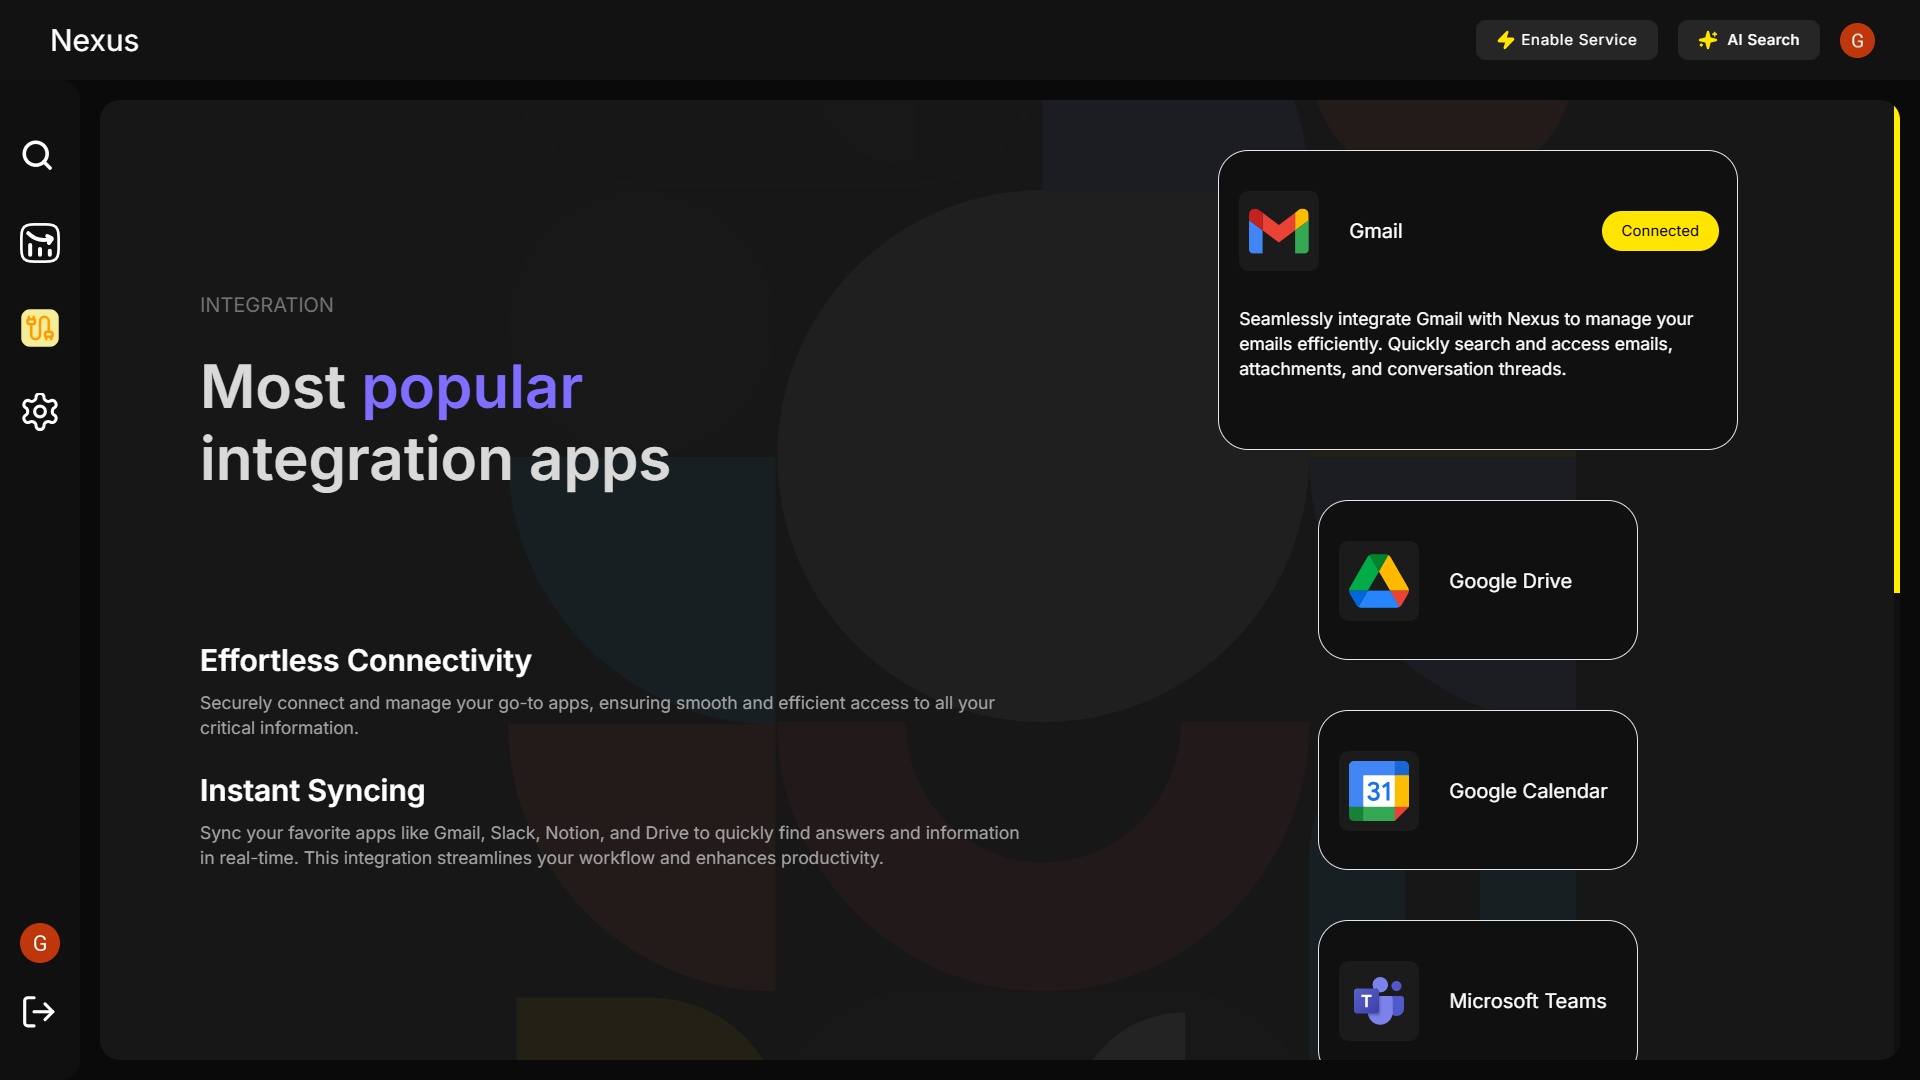 Nexus
Enable Service
AI Search
G
INTEGRATION
Most popular
integration apps
Effortless Connectivity
Securely connect and manage your go-to apps, ensuring smooth and efficient access to all your
critical information.
Instant Syncing
Sync your favorite apps like Gmail, Slack, Notion, and Drive to quickly find answers and information
in real-time. This integration streamlines your workflow and enhances productivity.
Gmail
Connected
Seamlessly integrate Gmail with Nexus to manage your
emails efficiently. Quickly search and access emails,
attachments, and conversation threads.
Google Drive
31
Google Calendar
T
Microsoft Teams
G